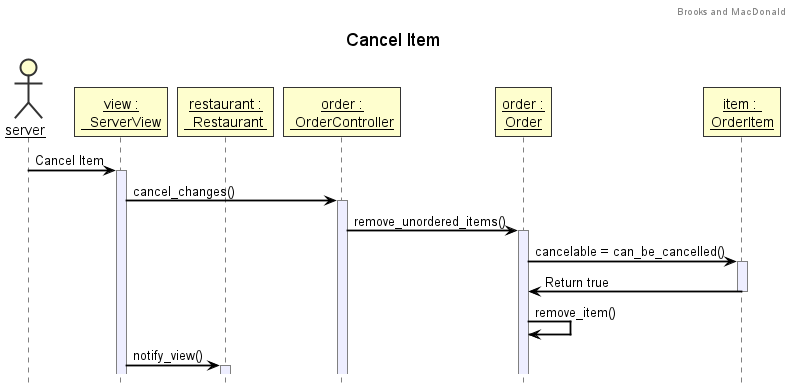 Brooks and MacDonald
Cancel Item
server
view :
ServerView
restaurant :
Restaurant
order :
OrderController
order :
Order
item :
OrderItem
Cancel Item
cancel_changes()
remove_unordered_items()
cancelable = can_be_cancelled()
Return true
remove_item()
notify_view()